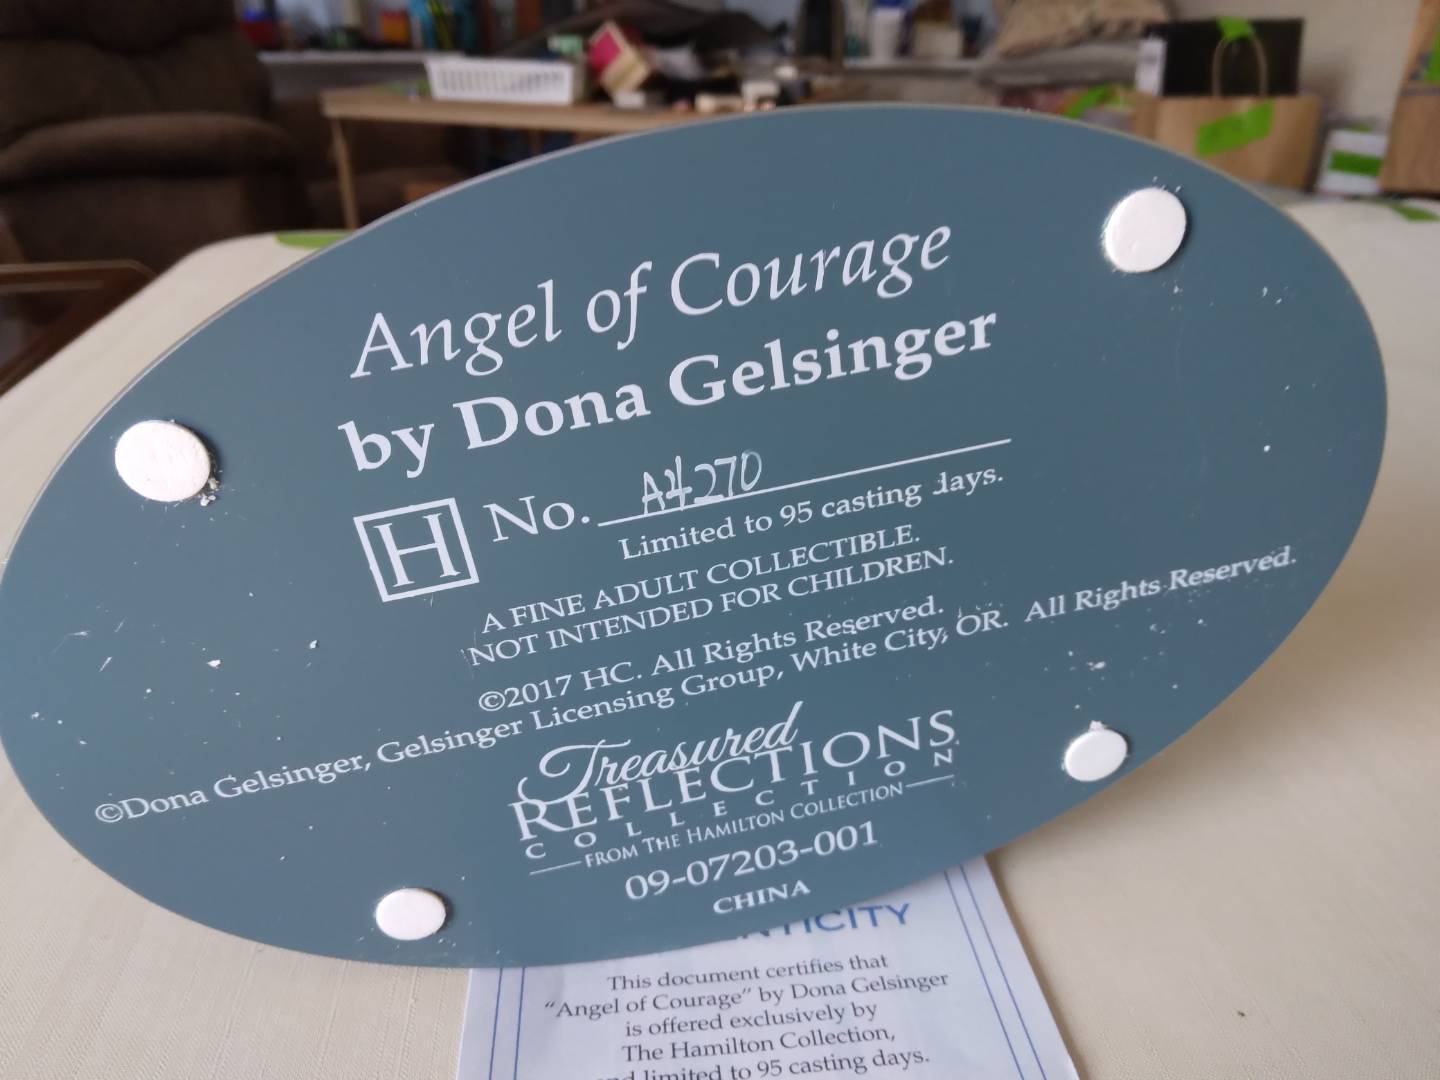 Angel of Courage
by Dona Gelsinger
H No. A4270
Limited to 95 casting days.
A FINE ADULT COLLECTIBLE.
NOT INTENDED FOR CHILDREN.
©2017 HC. All Rights Reserved.
©Dona Gelsinger, Gelsinger Licensing Group, White City, OR. All Rights Reserved.
Treasured
REFLECTIONS
COLLECTION
FROM THE HAMILTON COLLECTION
09-07203-001
CHINA
This document certifies that
"Angel of Courage" by Dona Gelsinger
is offered exclusively by
The Hamilton Collection,
limited to 95 casting days.